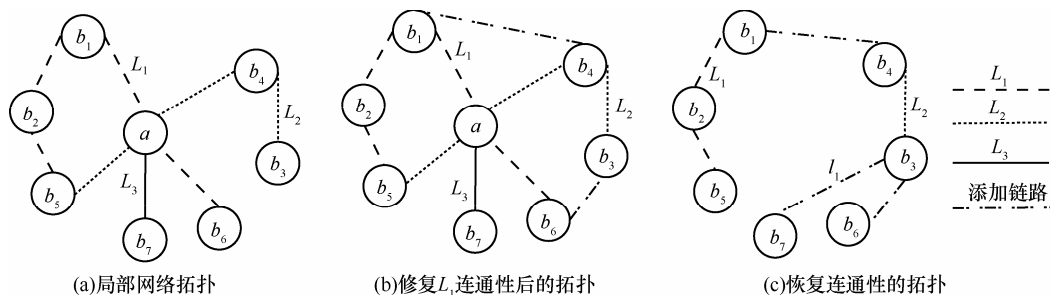 b₁
L₁
b₄
b₂
a
L₂
b₃
b₅
L₃
b₆
b₇
(a)局部网络拓扑
b₁
L₁
b₄
b₂
a
L₂
b₃
b₅
L₃
b₆
b₇
(b)修复L₁连通性后的拓扑
b₁
b₄
L₁
b₂
L₂
b₃
l₁
b₅
b₇
b₆
(c)恢复连通性的拓扑
L₁
L₂
L₃
添加链路